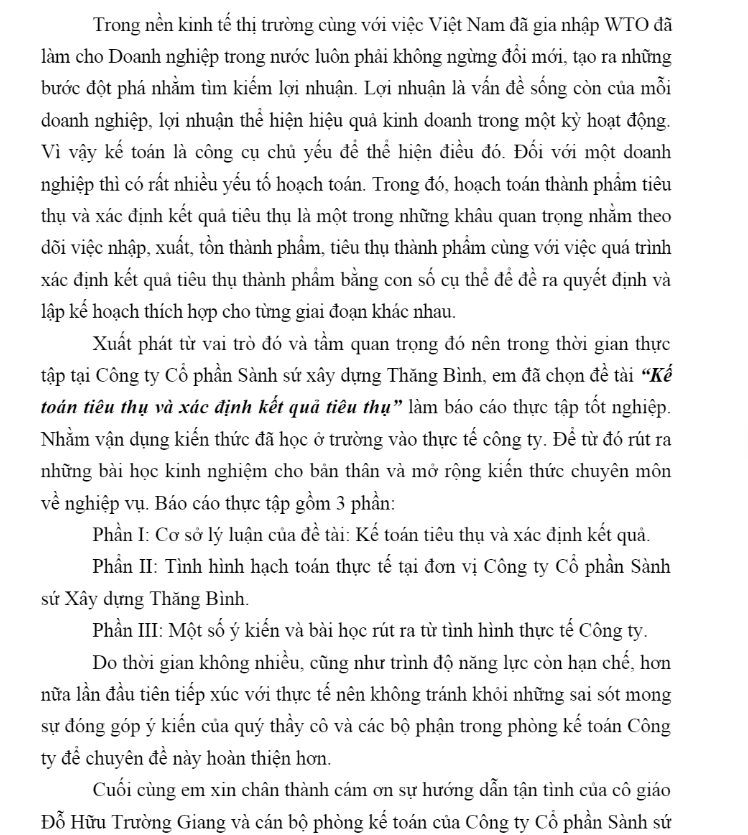 Trong nền kinh tế thị trường cùng với việc Việt Nam đã gia nhập WTO đã
làm cho Doanh nghiệp trong nước luôn phải không ngừng đổi mới, tạo ra những
bước đột phá nhằm tìm kiếm lợi nhuận. Lợi nhuận là vấn đề sống còn của mỗi
doanh nghiệp, lợi nhuận thể hiện hiệu quả kinh doanh trong một kỳ hoạt động.
Vì vậy kế toán là công cụ chủ yếu để thể hiện điều đó. Đối với một doanh
nghiệp thì có rất nhiều yếu tố hoạch toán. Trong đó, hoạch toán thành phẩm tiêu
thụ và xác định kết quả tiêu thụ là một trong những khâu quan trọng nhằm theo
dõi việc nhập, xuất, tồn thành phẩm, tiêu thụ thành phẩm cùng với việc quá trình
xác định kết quả tiêu thụ thành phẩm bằng con số cụ thể để đề ra quyết định và
lập kế hoạch thích hợp cho từng giai đoạn khác nhau.
Xuất phát từ vai trò đó và tầm quan trọng đó nên trong thời gian thực
tập tại Công ty Cổ phần Sành sứ xây dựng Thăng Bình, em đã chọn đề tài “Kế
toán tiêu thụ và xác định kết quả tiêu thụ” làm báo cáo thực tập tốt nghiệp.
Nhằm vận dụng kiến thức đã học ở trường vào thực tế công ty. Để từ đó rút ra
những bài học kinh nghiệm cho bản thân và mở rộng kiến thức chuyên môn
về nghiệp vụ. Báo cáo thực tập gồm 3 phần:
Phần I: Cơ sở lý luận của đề tài: Kế toán tiêu thụ và xác định kết quả.
Phần II: Tình hình hạch toán thực tế tại đơn vị Công ty Cổ phần Sành
sứ Xây dựng Thăng Bình.
Phần III: Một số ý kiến và bài học rút ra từ tình hình thực tế Công ty.
Do thời gian không nhiều, cũng như trình độ năng lực còn hạn chế, hơn
nữa lần đầu tiên tiếp xúc với thực tế nên không tránh khỏi những sai sót mong
sự đóng góp ý kiến của quý thầy cô và các bộ phận trong phòng kế toán Công
ty để chuyên đề này hoàn thiện hơn.
Cuối cùng em xin chân thành cám ơn sự hướng dẫn tận tình của cô giáo
Đỗ Hữu Trường Giang và cán bộ phòng kế toán của Công ty Cổ phần Sành sứ